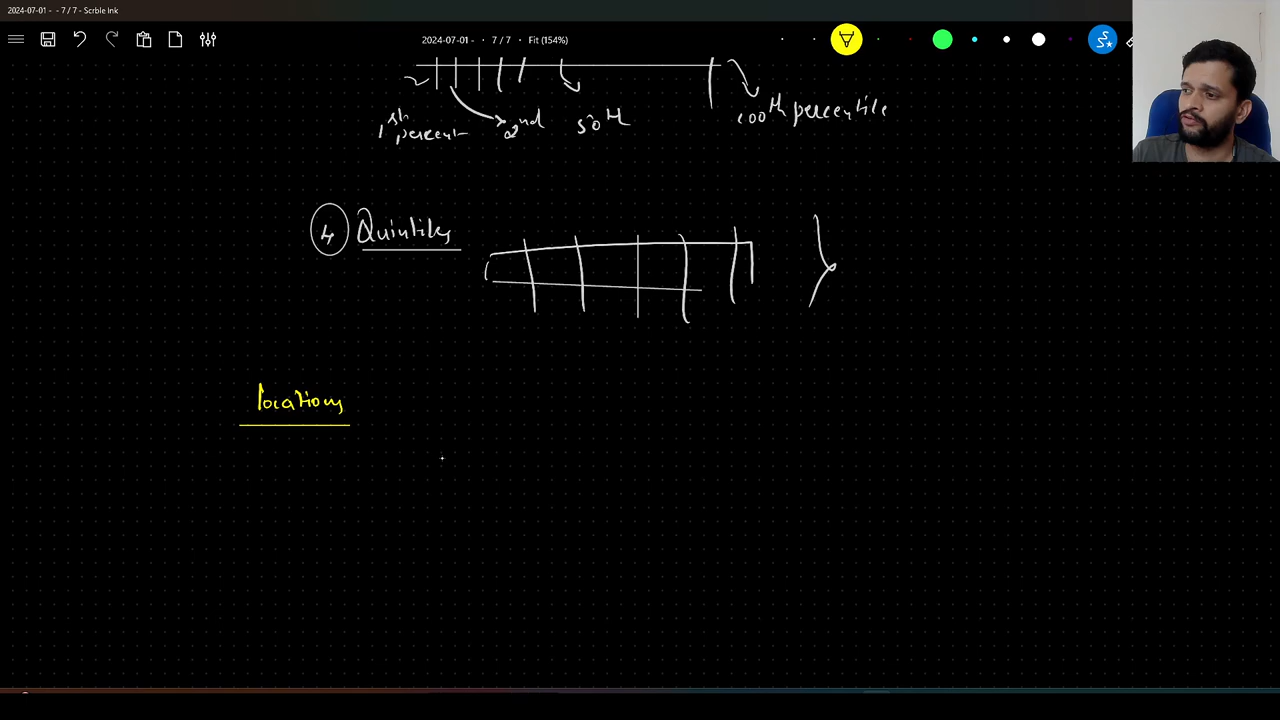 2024-07-01 - - 7 / 7 - Scrble Ink
2024-07-01 - • 7 / 7 • Fit (154%)
1st percent 2nd 50th 100th percentile
4 Quintiles
locations